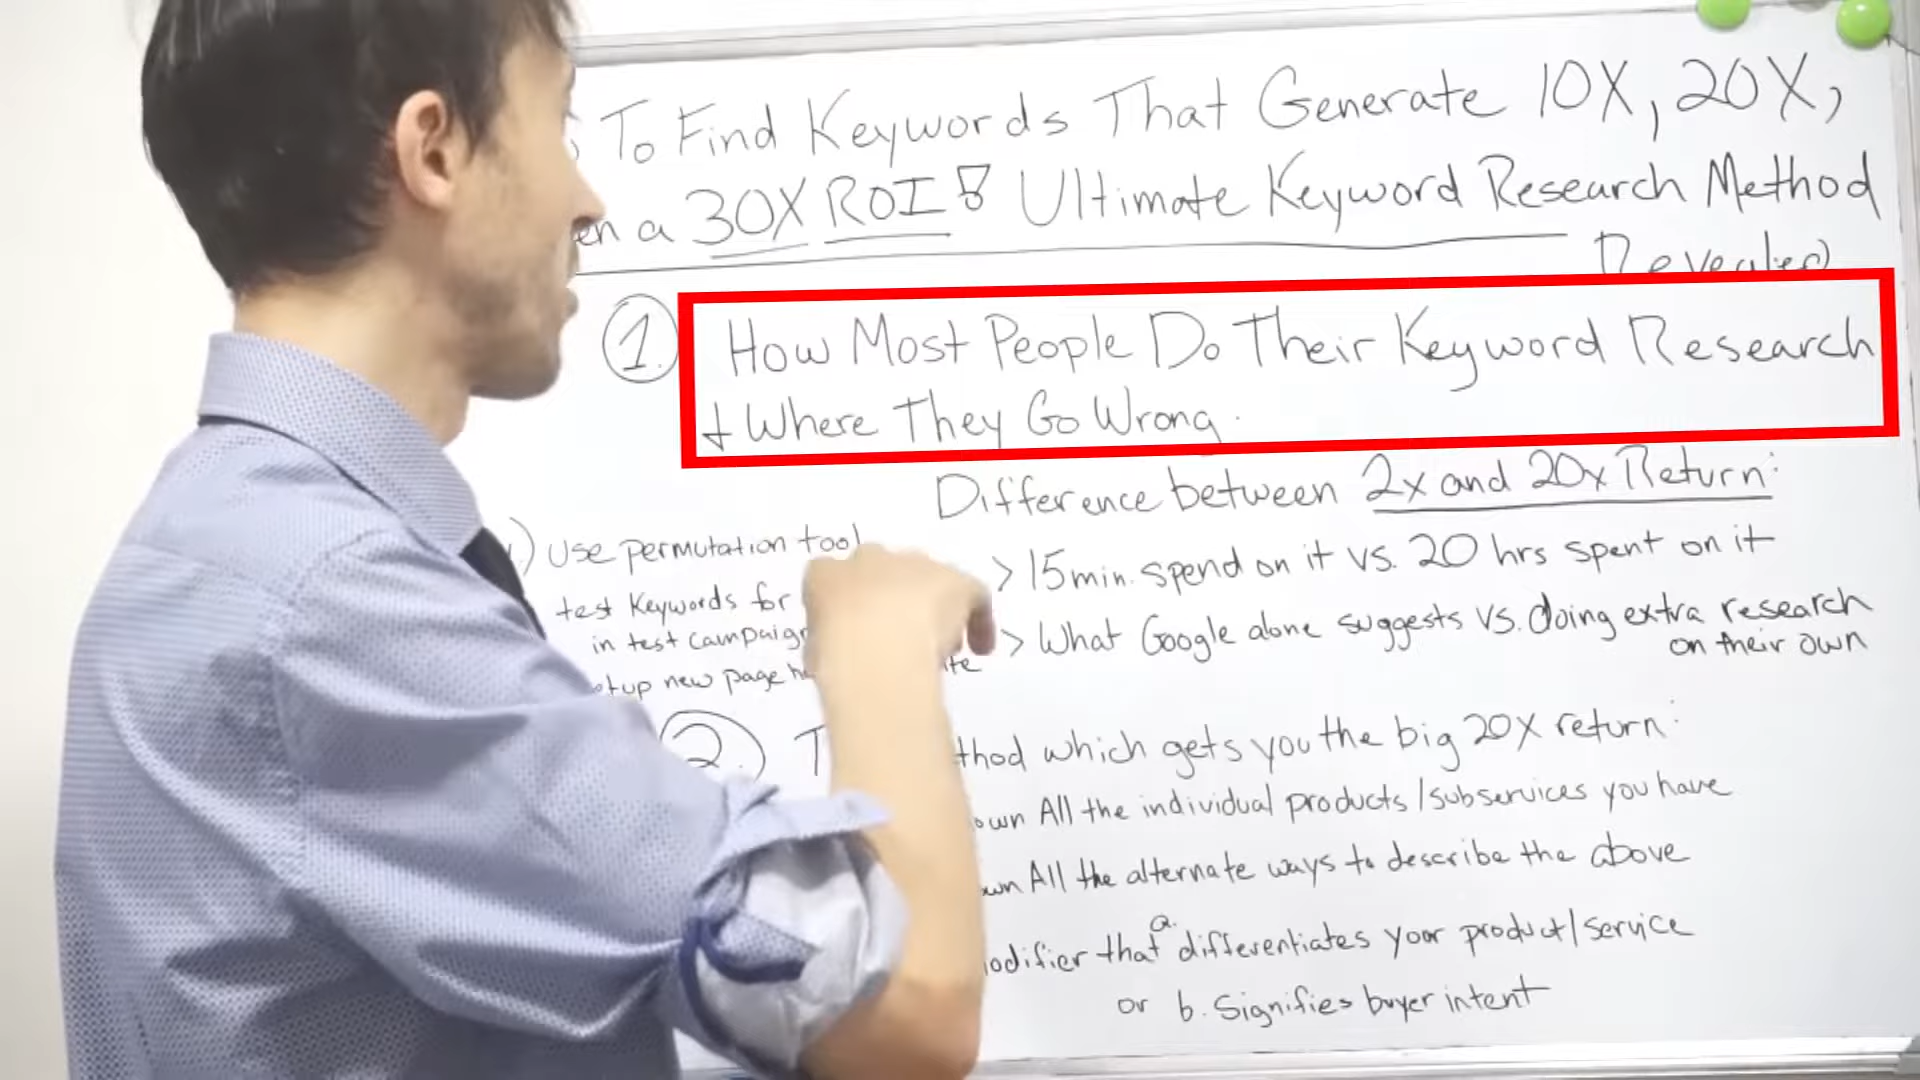 To Find Keywords That Generate 10X, 20X,
en a 30X ROI! Ultimate Keyword Research Method
Revealed
1. How Most People Do Their Keyword Research
+ Where They Go Wrong.
Difference between 2x and 20x Return:
> 15 min. spend on it vs. 20 hrs spent on it
> What Google alone suggests vs. doing extra research
on their own
) Use permutation tool
test Keywords for
in test campaign
tup new page
2. T thod which gets you the big 20X return:
own All the individual products/subservices you have
wn All the alternate ways to describe the above
odifier that a. differentiates your product/service
or b. Signifies buyer intent